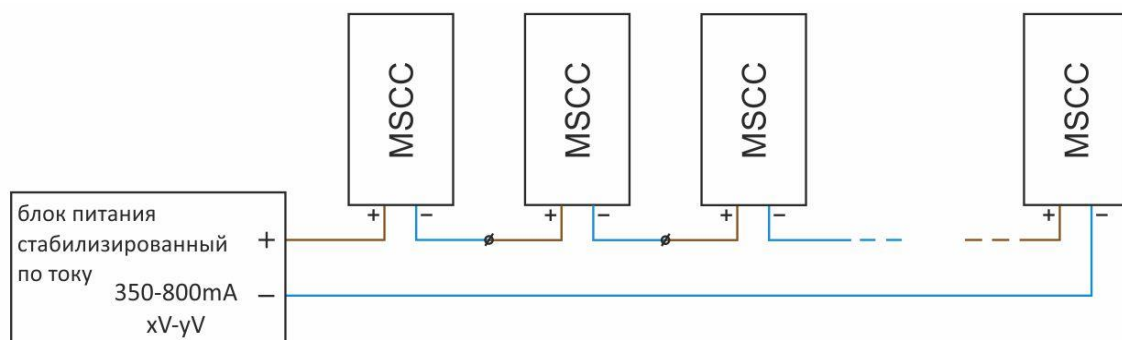 MSCC
MSCC
MSCC
MSCC
+ −
+ −
+ −
+ −
блок питания
стабилизированный +
по току
350-800mA −
xV-yV